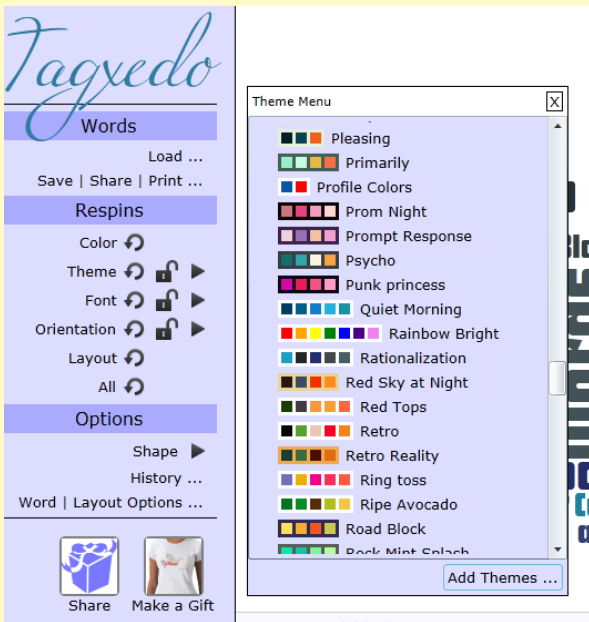 Tagxedo
Words
Load ...
Save | Share | Print ...
Respins
Color
Theme
Font
Orientation
Layout
All
Options
Shape
History ...
Word | Layout Options ...
Share
Make a Gift
Theme Menu
X
Pleasing
Primarily
Profile Colors
Prom Night
Prompt Response
Psycho
Punk princess
Quiet Morning
Rainbow Bright
Rationalization
Red Sky at Night
Red Tops
Retro
Retro Reality
Ring toss
Ripe Avocado
Road Block
Rock Mint Splash
Add Themes ...